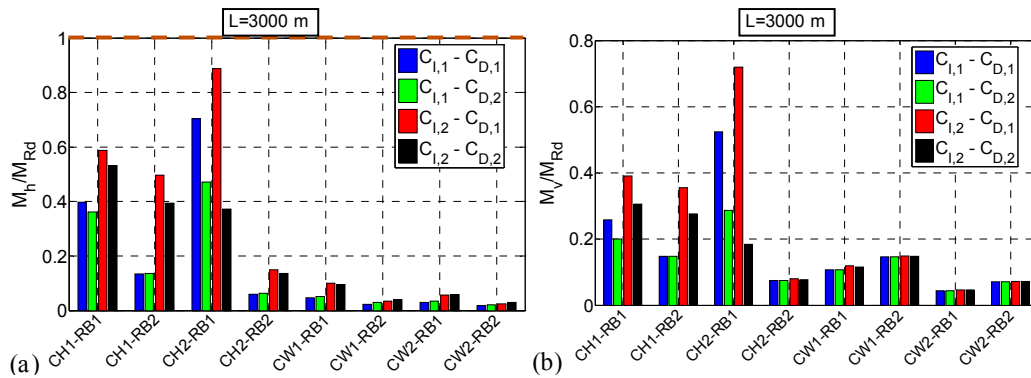 L=3000 m
1
0.8
0.6
0.4
0.2
0
M_h/M_Rd
C_I,1 - C_D,1
C_I,1 - C_D,2
C_I,2 - C_D,1
C_I,2 - C_D,2
CH1-RB1
CH1-RB2
CH2-RB1
CH2-RB2
CW1-RB1
CW1-RB2
CW2-RB1
CW2-RB2
(a)
L=3000 m
0.8
0.6
0.4
0.2
0
M_v/M_Rd
C_I,1 - C_D,1
C_I,1 - C_D,2
C_I,2 - C_D,1
C_I,2 - C_D,2
CH1-RB1
CH1-RB2
CH2-RB1
CH2-RB2
CW1-RB1
CW1-RB2
CW2-RB1
CW2-RB2
(b)